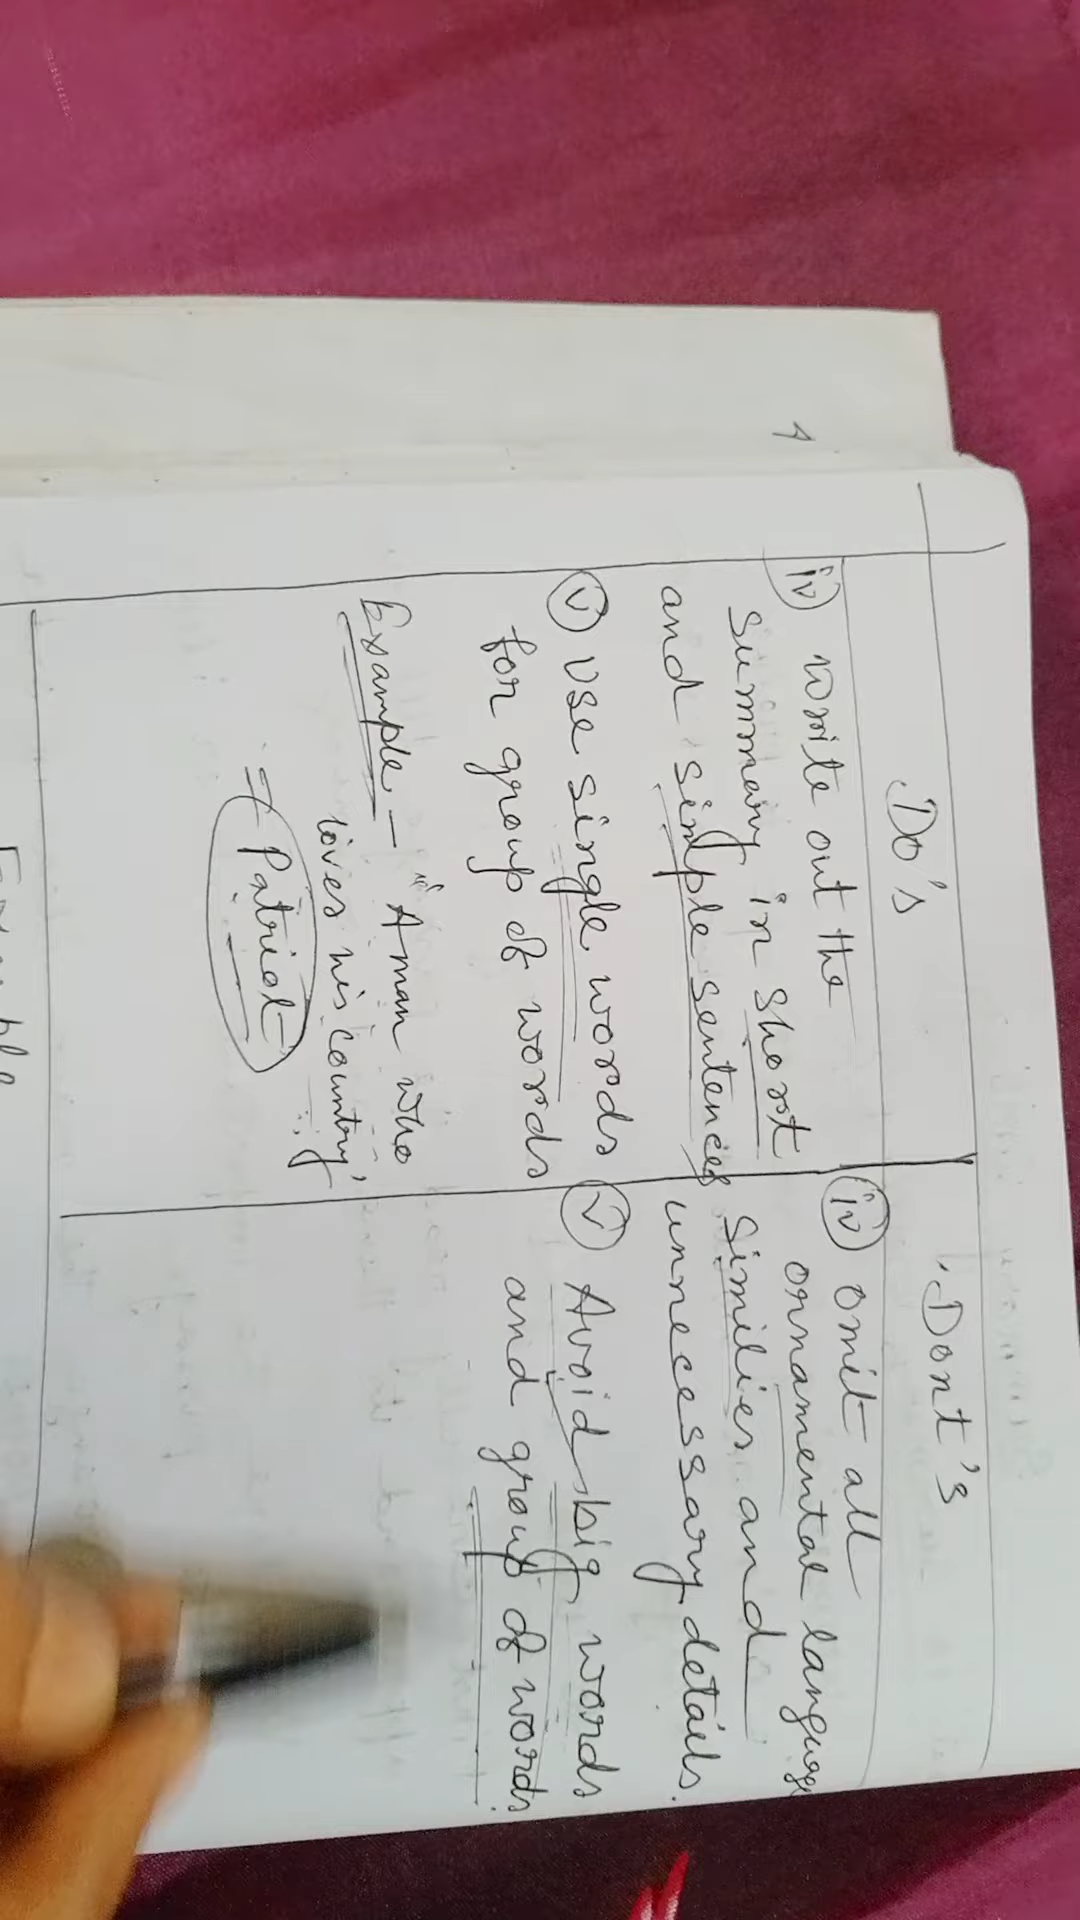 Do's
Dont's
iv) write out the
summary in short
and simple sentences
v) Use single words
for group of words
Example - "A man who
loves his country"
= Patriot
iv) omit all
ornamental language
similies and
unnecessary details.
v) Avoid big words
and group of words.